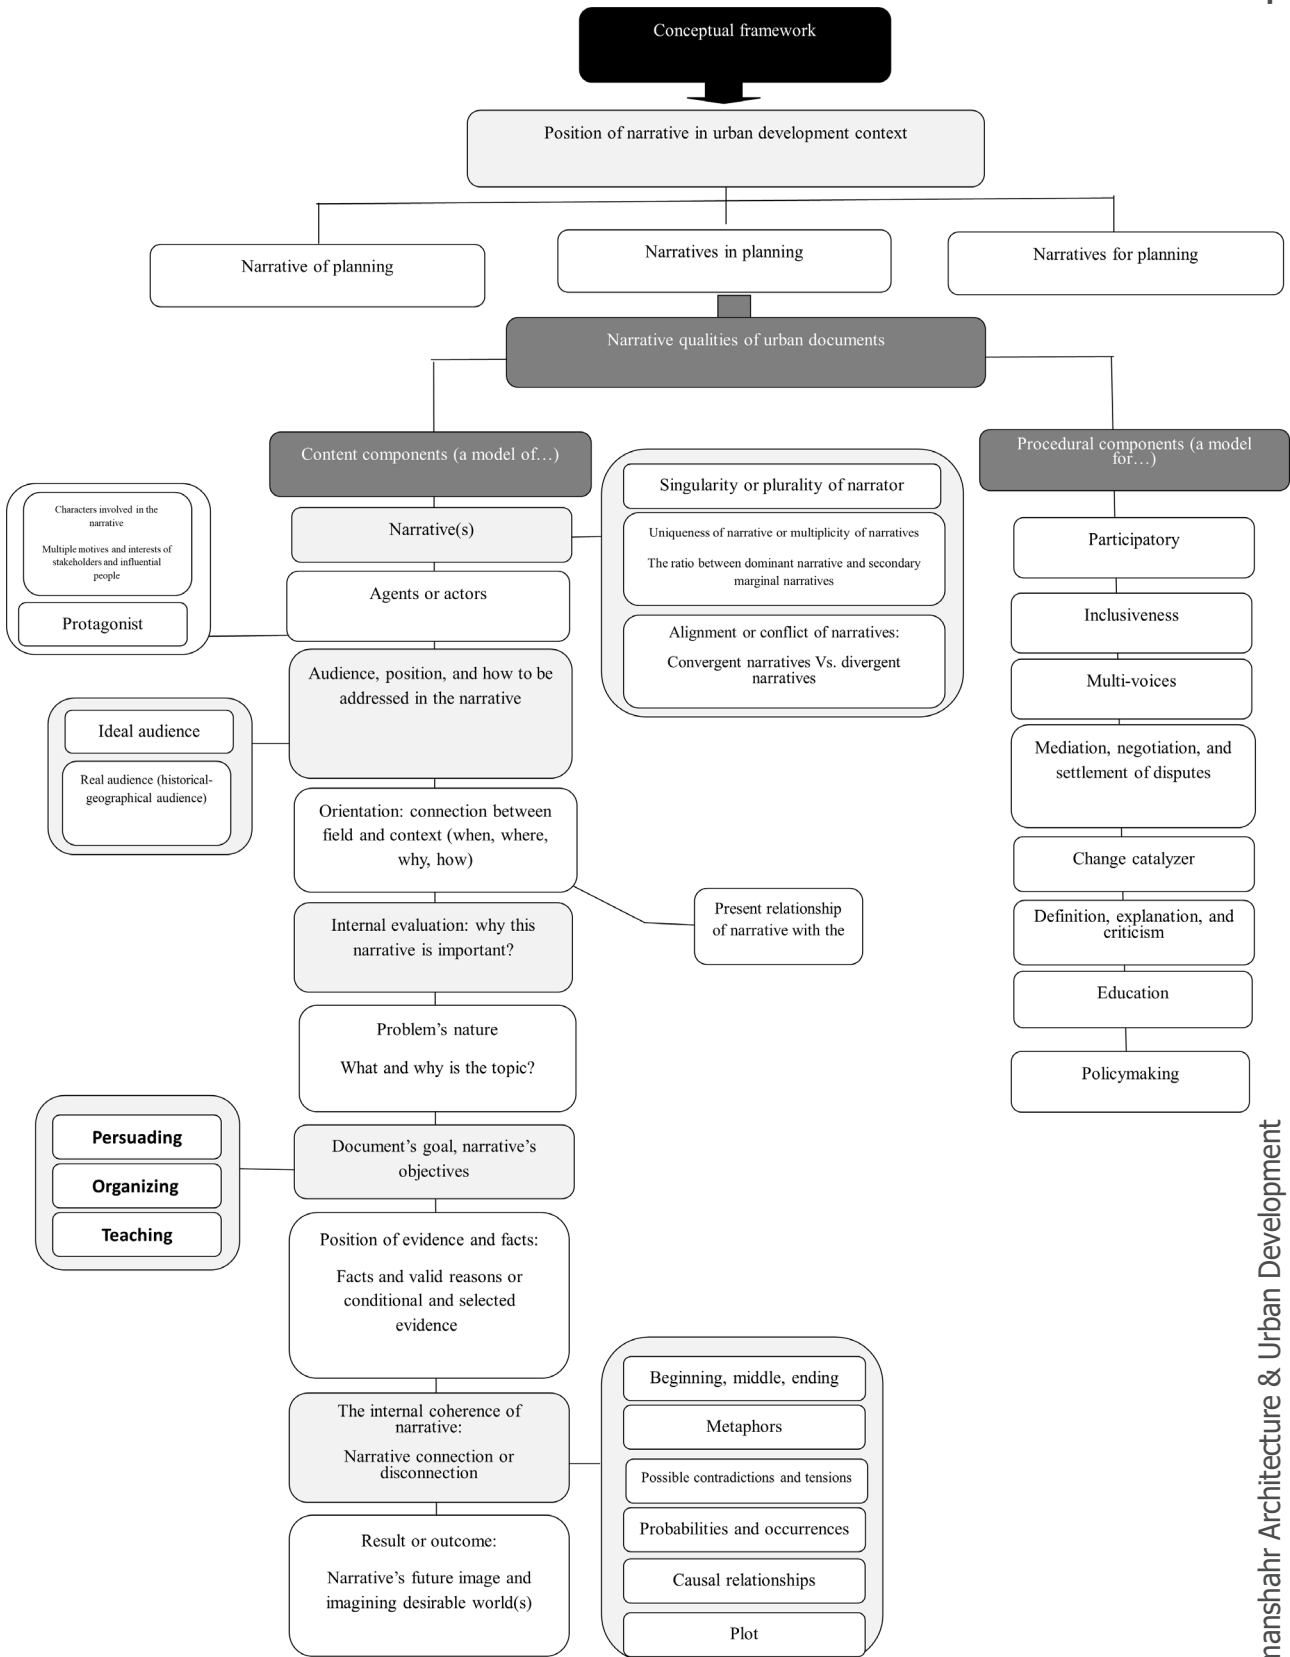 Conceptual framework
Position of narrative in urban development context
Narrative of planning
Narratives in planning
Narratives for planning
Narrative qualities of urban documents
Content components (a model of…)
Procedural components (a model
for…)
Narrative(s)
Singularity or plurality of narrator
Uniqueness of narrative or multiplicity of narratives
The ratio between dominant narrative and secondary
marginal narratives
Alignment or conflict of narratives:
Convergent narratives Vs. divergent
narratives
Agents or actors
Characters involved in the
narrative
Multiple motives and interests of
stakeholders and influential
people
Protagonist
Audience, position, and how to be
addressed in the narrative
Ideal audience
Real audience (historical-
geographical audience)
Orientation: connection between
field and context (when, where,
why, how)
Present relationship
of narrative with the
Internal evaluation: why this
narrative is important?
Problem's nature
What and why is the topic?
Document's goal, narrative's
objectives
Persuading
Organizing
Teaching
Position of evidence and facts:
Facts and valid reasons or
conditional and selected
evidence
The internal coherence of
narrative:
Narrative connection or
disconnection
Beginning, middle, ending
Metaphors
Possible contradictions and tensions
Probabilities and occurrences
Causal relationships
Plot
Result or outcome:
Narrative's future image and
imagining desirable world(s)
Participatory
Inclusiveness
Multi-voices
Mediation, negotiation, and
settlement of disputes
Change catalyzer
Definition, explanation, and
criticism
Education
Policymaking
manshahr Architecture & Urban Development